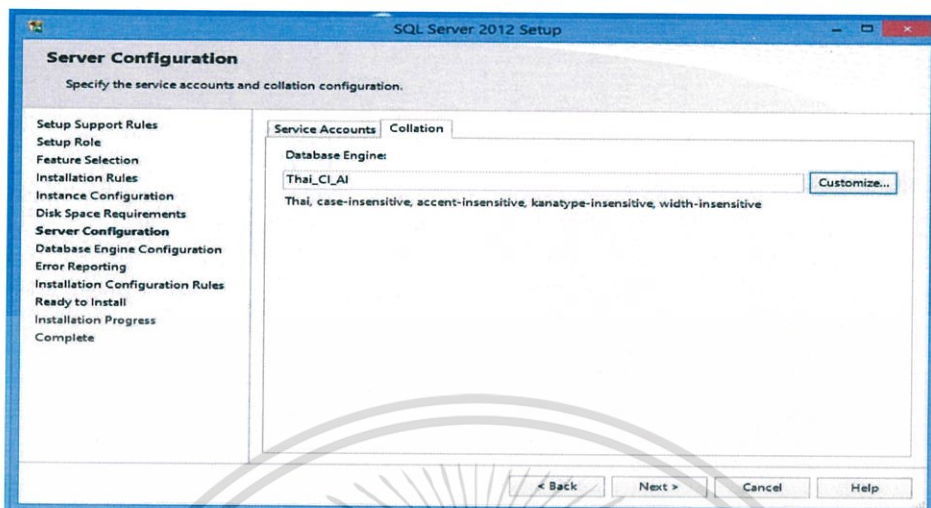 SQL Server 2012 Setup
Server Configuration
Specify the service accounts and collation configuration.
Setup Support Rules
Setup Role
Feature Selection
Installation Rules
Instance Configuration
Disk Space Requirements
Server Configuration
Database Engine Configuration
Error Reporting
Installation Configuration Rules
Ready to Install
Installation Progress
Complete
Service Accounts
Collation
Database Engine:
Thai_CI_AI
Customize...
Thai, case-insensitive, accent-insensitive, kanatype-insensitive, width-insensitive
< Back
Next >
Cancel
Help